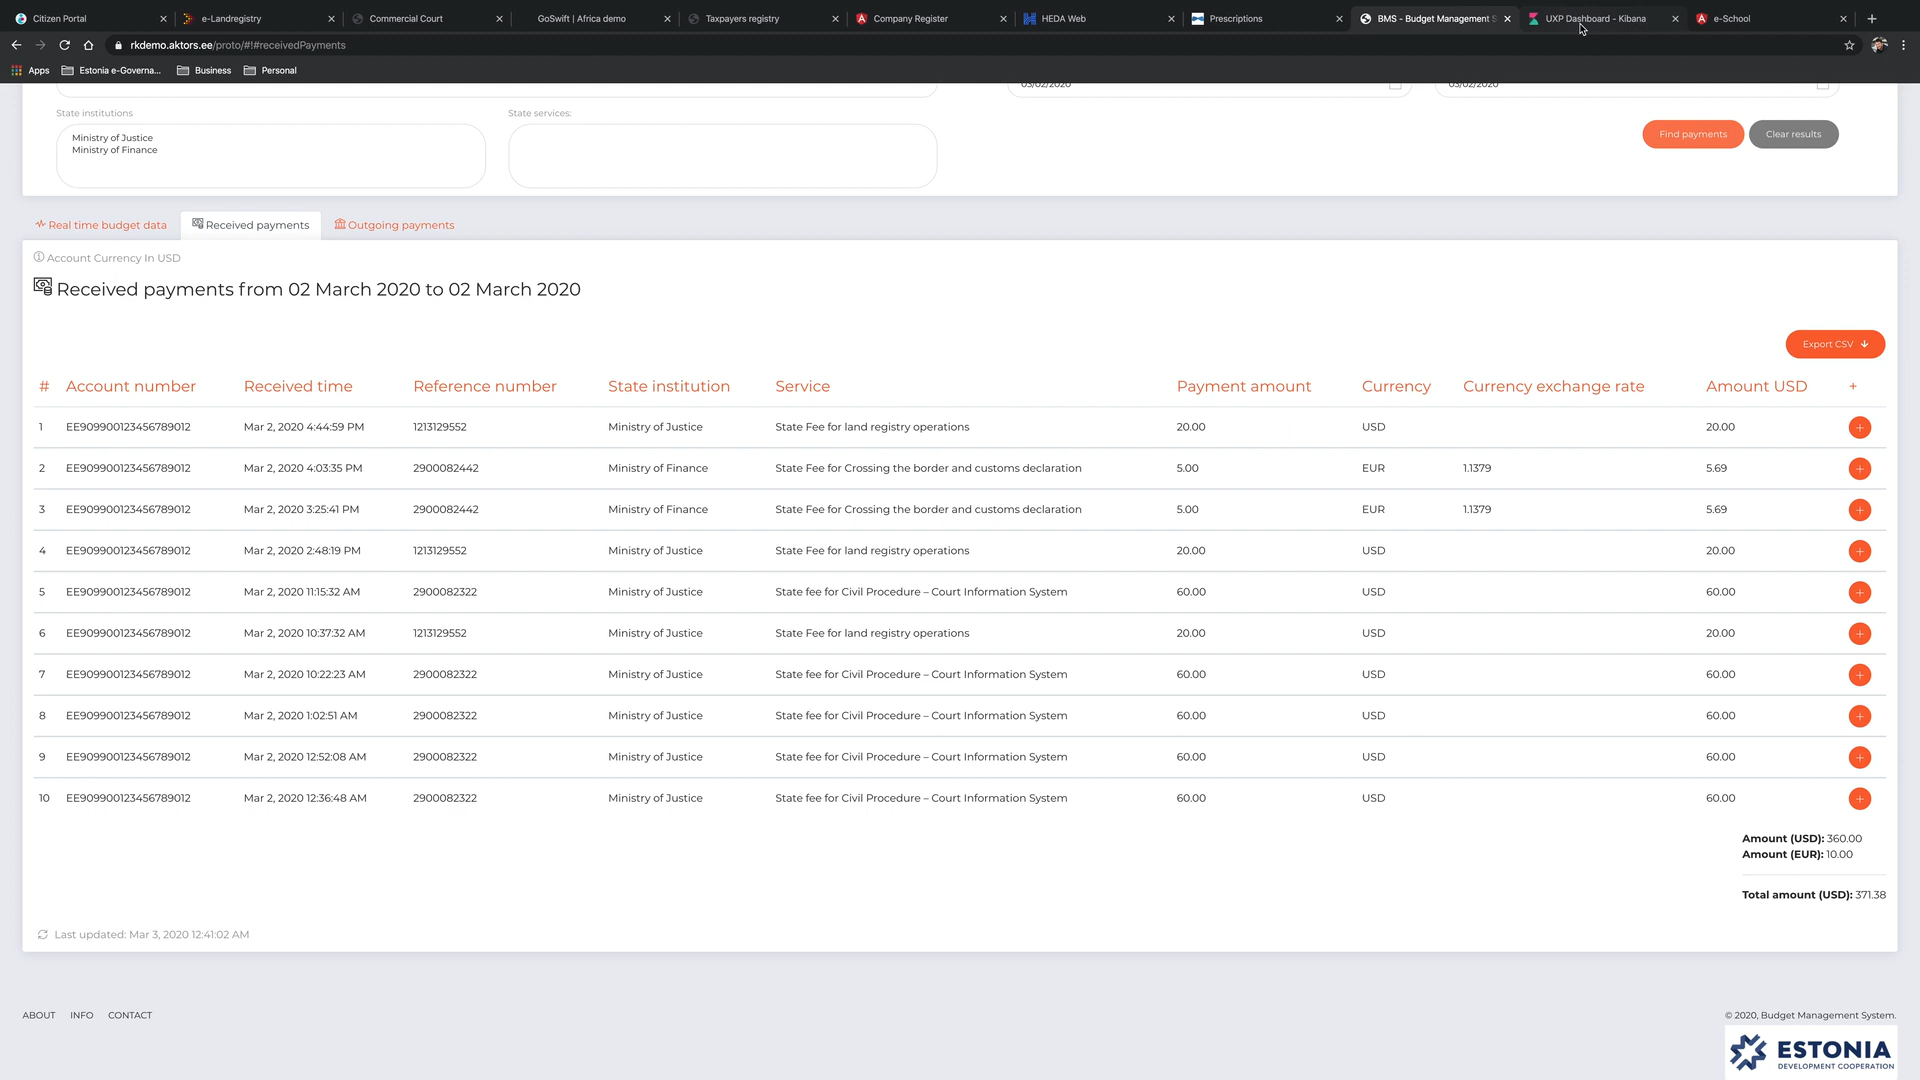 Citizen Portal
e-Landregistry
Commercial Court
GoSwift | Africa demo
Taxpayers registry
Company Register
HEDA Web
Prescriptions
BMS - Budget Management S
UXP Dashboard - Kibana
e-School
rkdemo.aktors.ee/proto/#!#receivedPayments
Apps
Estonia e-Governa...
Business
Personal
03/02/2020
03/02/2020
State institutions
State services:
Ministry of Justice
Ministry of Finance
Find payments
Clear results
Real time budget data
Received payments
Outgoing payments
Account Currency In USD
Received payments from 02 March 2020 to 02 March 2020
Export CSV
# Account number Received time Reference number State institution Service Payment amount Currency Currency exchange rate Amount USD +
1 EE909900123456789012 Mar 2, 2020 4:44:59 PM 1213129552 Ministry of Justice State Fee for land registry operations 20.00 USD 20.00 +
2 EE909900123456789012 Mar 2, 2020 4:03:35 PM 2900082442 Ministry of Finance State Fee for Crossing the border and customs declaration 5.00 EUR 1.1379 5.69 +
3 EE909900123456789012 Mar 2, 2020 3:25:41 PM 2900082442 Ministry of Finance State Fee for Crossing the border and customs declaration 5.00 EUR 1.1379 5.69 +
4 EE909900123456789012 Mar 2, 2020 2:48:19 PM 1213129552 Ministry of Justice State Fee for land registry operations 20.00 USD 20.00 +
5 EE909900123456789012 Mar 2, 2020 11:15:32 AM 2900082322 Ministry of Justice State fee for Civil Procedure – Court Information System 60.00 USD 60.00 +
6 EE909900123456789012 Mar 2, 2020 10:37:32 AM 1213129552 Ministry of Justice State Fee for land registry operations 20.00 USD 20.00 +
7 EE909900123456789012 Mar 2, 2020 10:22:23 AM 2900082322 Ministry of Justice State fee for Civil Procedure – Court Information System 60.00 USD 60.00 +
8 EE909900123456789012 Mar 2, 2020 1:02:51 AM 2900082322 Ministry of Justice State fee for Civil Procedure – Court Information System 60.00 USD 60.00 +
9 EE909900123456789012 Mar 2, 2020 12:52:08 AM 2900082322 Ministry of Justice State fee for Civil Procedure – Court Information System 60.00 USD 60.00 +
10 EE909900123456789012 Mar 2, 2020 12:36:48 AM 2900082322 Ministry of Justice State fee for Civil Procedure – Court Information System 60.00 USD 60.00 +
Amount (USD): 360.00
Amount (EUR): 10.00
Total amount (USD): 371.38
Last updated: Mar 3, 2020 12:41:02 AM
ABOUT INFO CONTACT
© 2020, Budget Management System.
ESTONIA
DEVELOPMENT COOPERATION